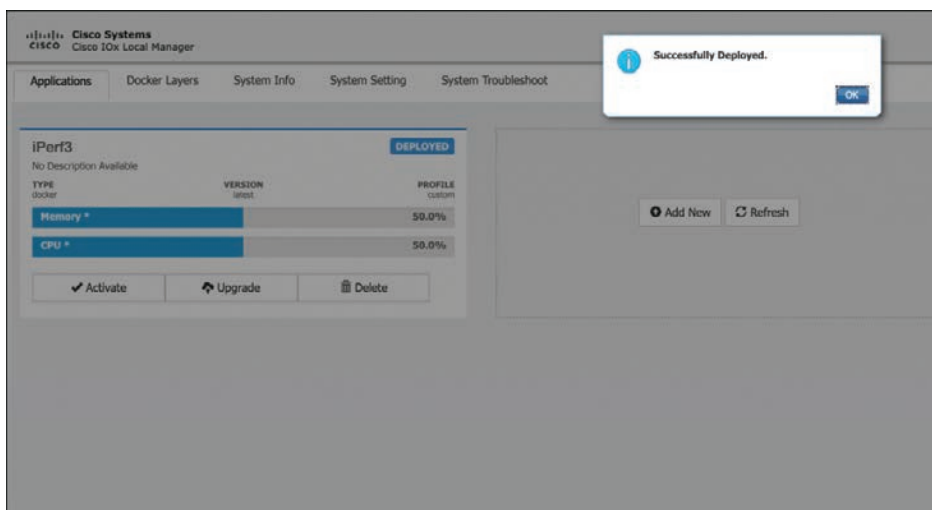 Cisco Systems
CISCO Cisco IOx Local Manager
Successfully Deployed.
OK
Applications Docker Layers System Info System Setting System Troubleshoot
iPerf3 DEPLOYED
No Description Available
TYPE VERSION PROFILE
docker latest custom
Memory * 50.0%
CPU * 50.0%
Activate Upgrade Delete
Add New Refresh